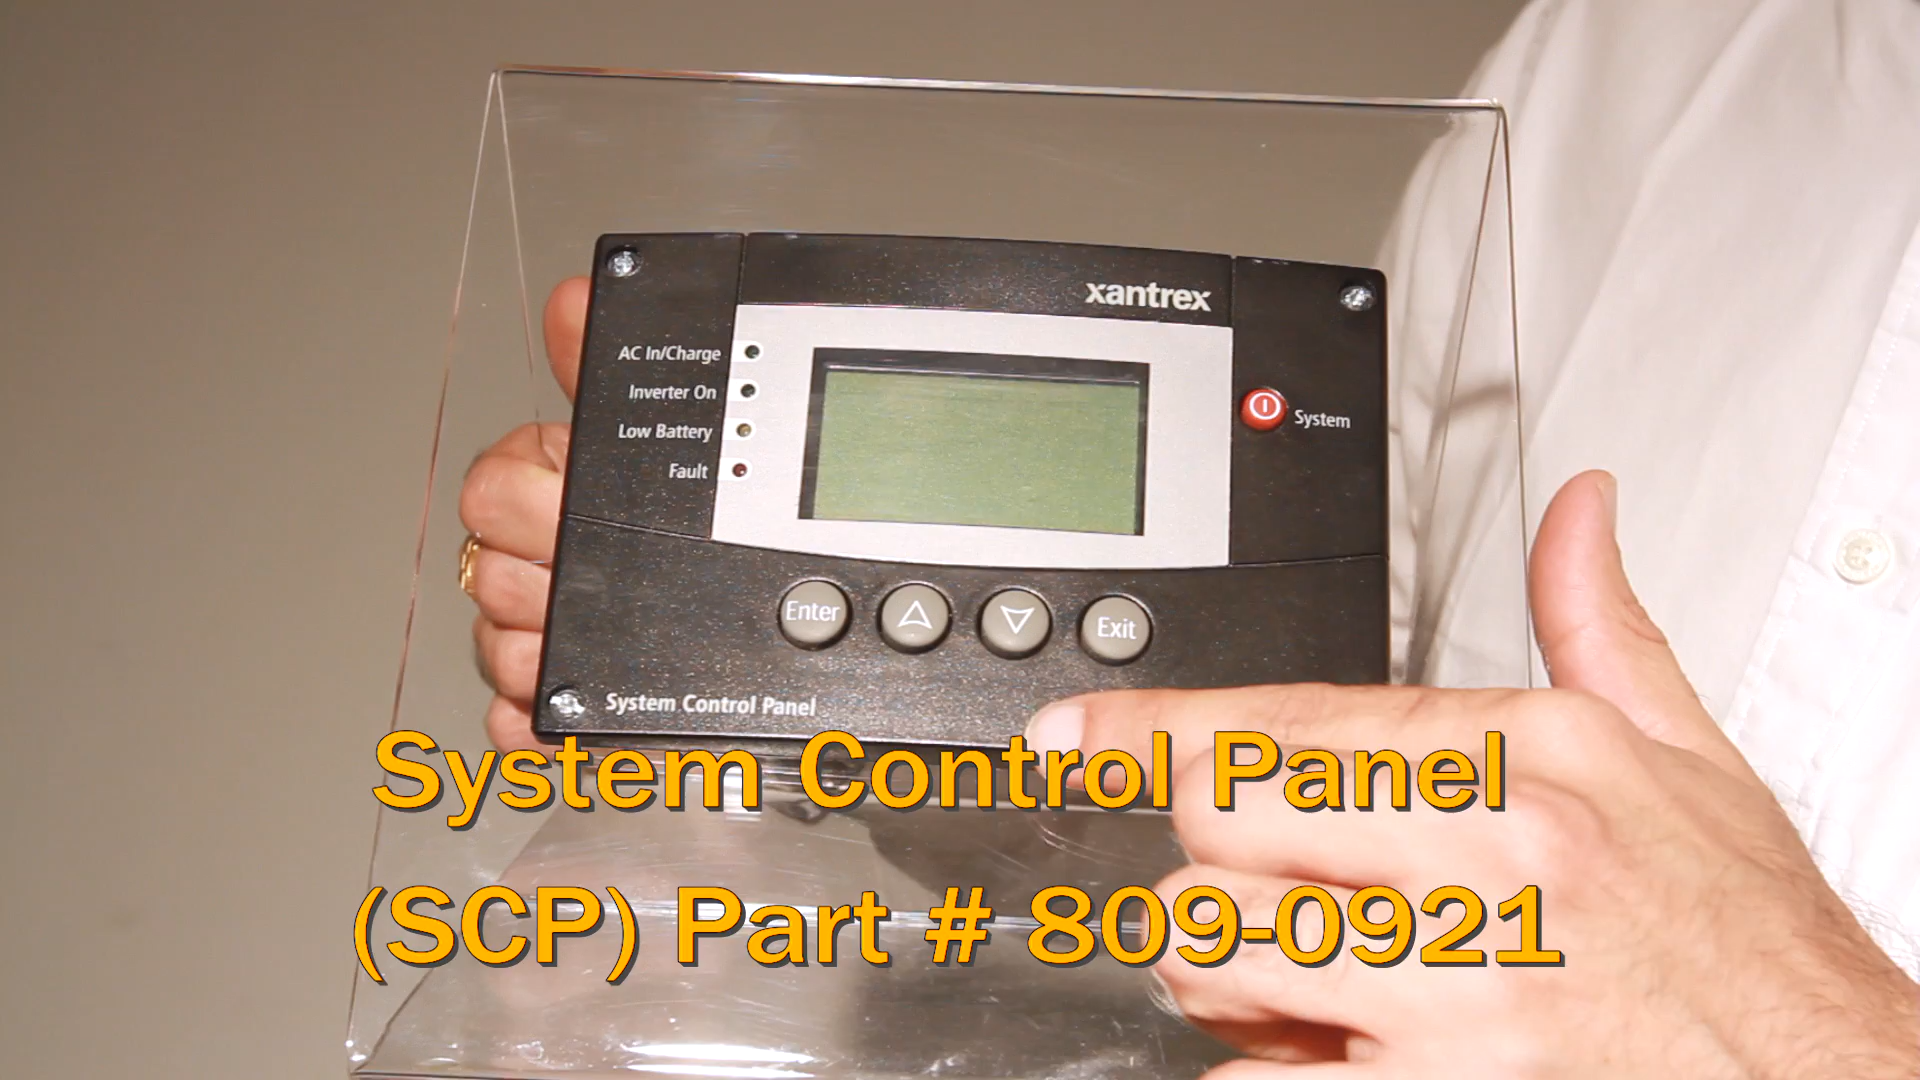 xantrex
AC In/Charge
Inverter On
Low Battery
Fault
System
Enter
Exit
System Control Panel
System Control Panel
(SCP) Part # 809-0921